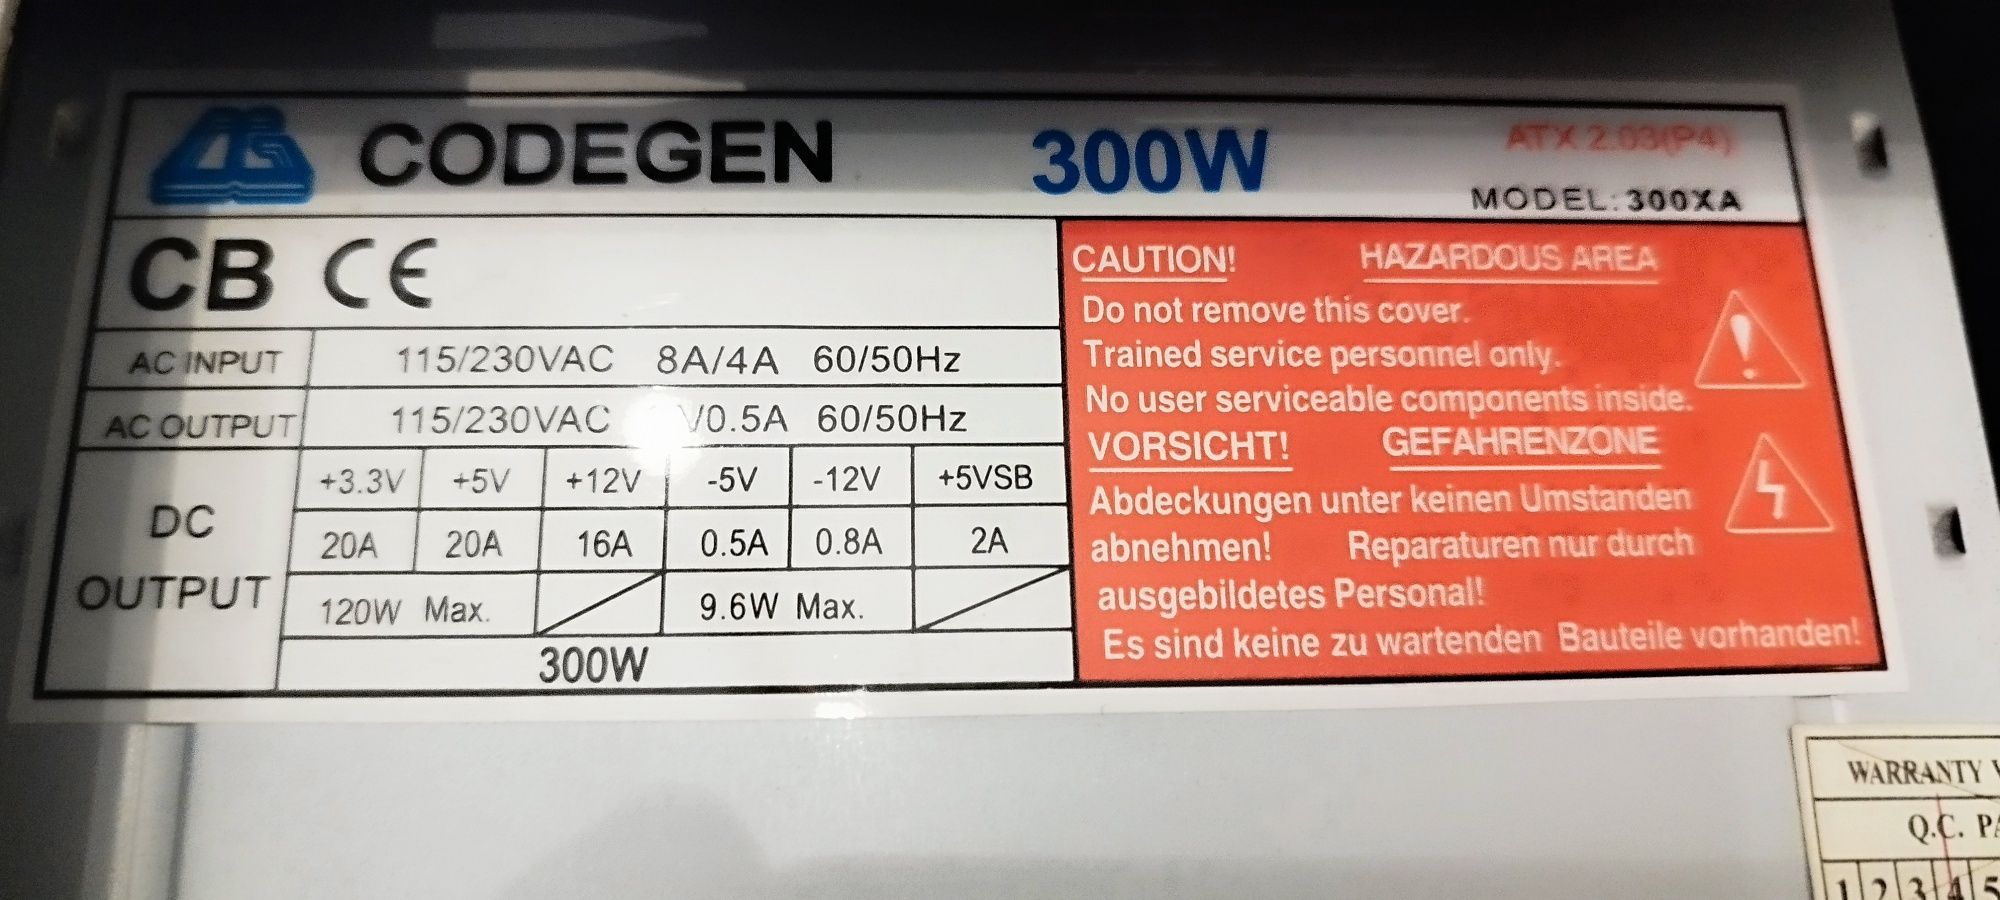 CODEGEN 300W ATX 2.03(P4)
MODEL: 300XA
CB CE
AC INPUT 115/230VAC 8A/4A 60/50Hz
AC OUTPUT 115/230VAC /0.5A 60/50Hz
DC OUTPUT
+3.3V +5V +12V -5V -12V +5VSB
20A 20A 16A 0.5A 0.8A 2A
120W Max. 9.6W Max.
300W
CAUTION! HAZARDOUS AREA
Do not remove this cover.
Trained service personnel only.
No user serviceable components inside.
VORSICHT! GEFAHRENZONE
Abdeckungen unter keinen Umstanden
abnehmen! Reparaturen nur durch
ausgebildetes Personal!
Es sind keine zu wartenden Bauteile vorhanden!
WARRANTY
Q.C.
1 2 3 4 5